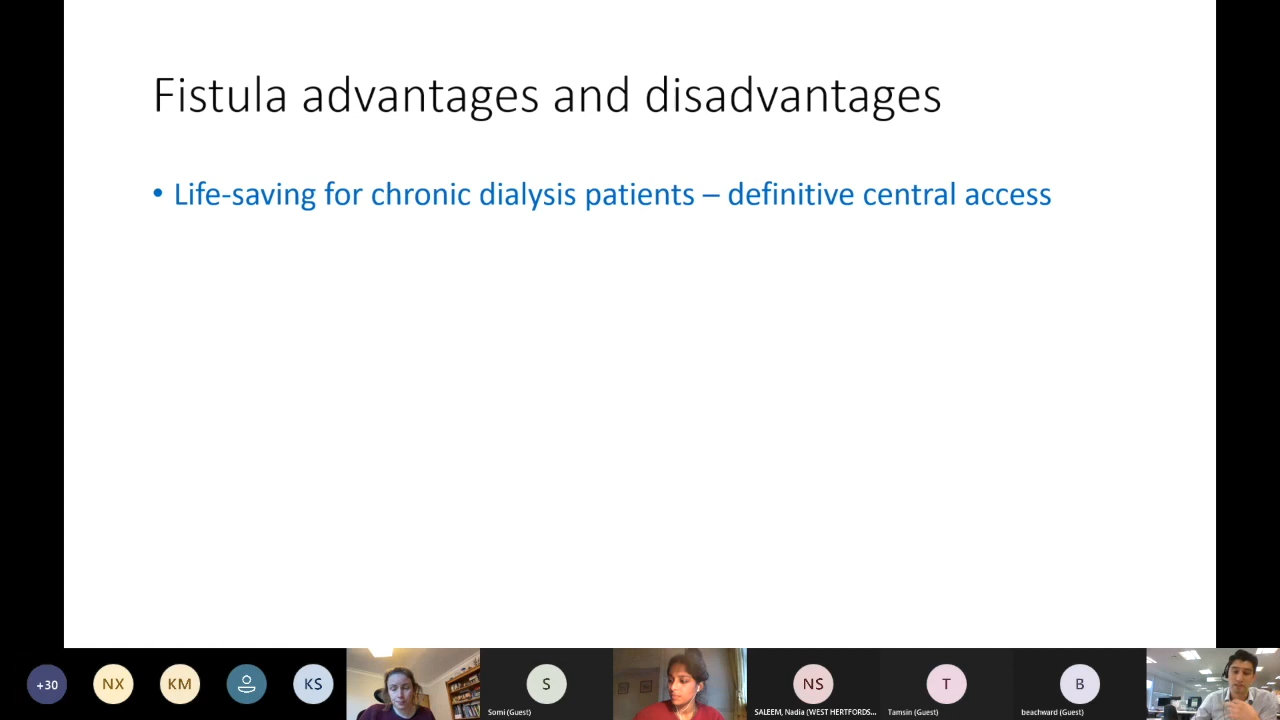 Fistula advantages and disadvantages
• Life-saving for chronic dialysis patients – definitive central access
+30
NX
KM
KS
S
Somi (Guest)
NS
SALEEM, Nadia (WEST HERTFORDS...
T
Tamsin (Guest)
B
beachward (Guest)